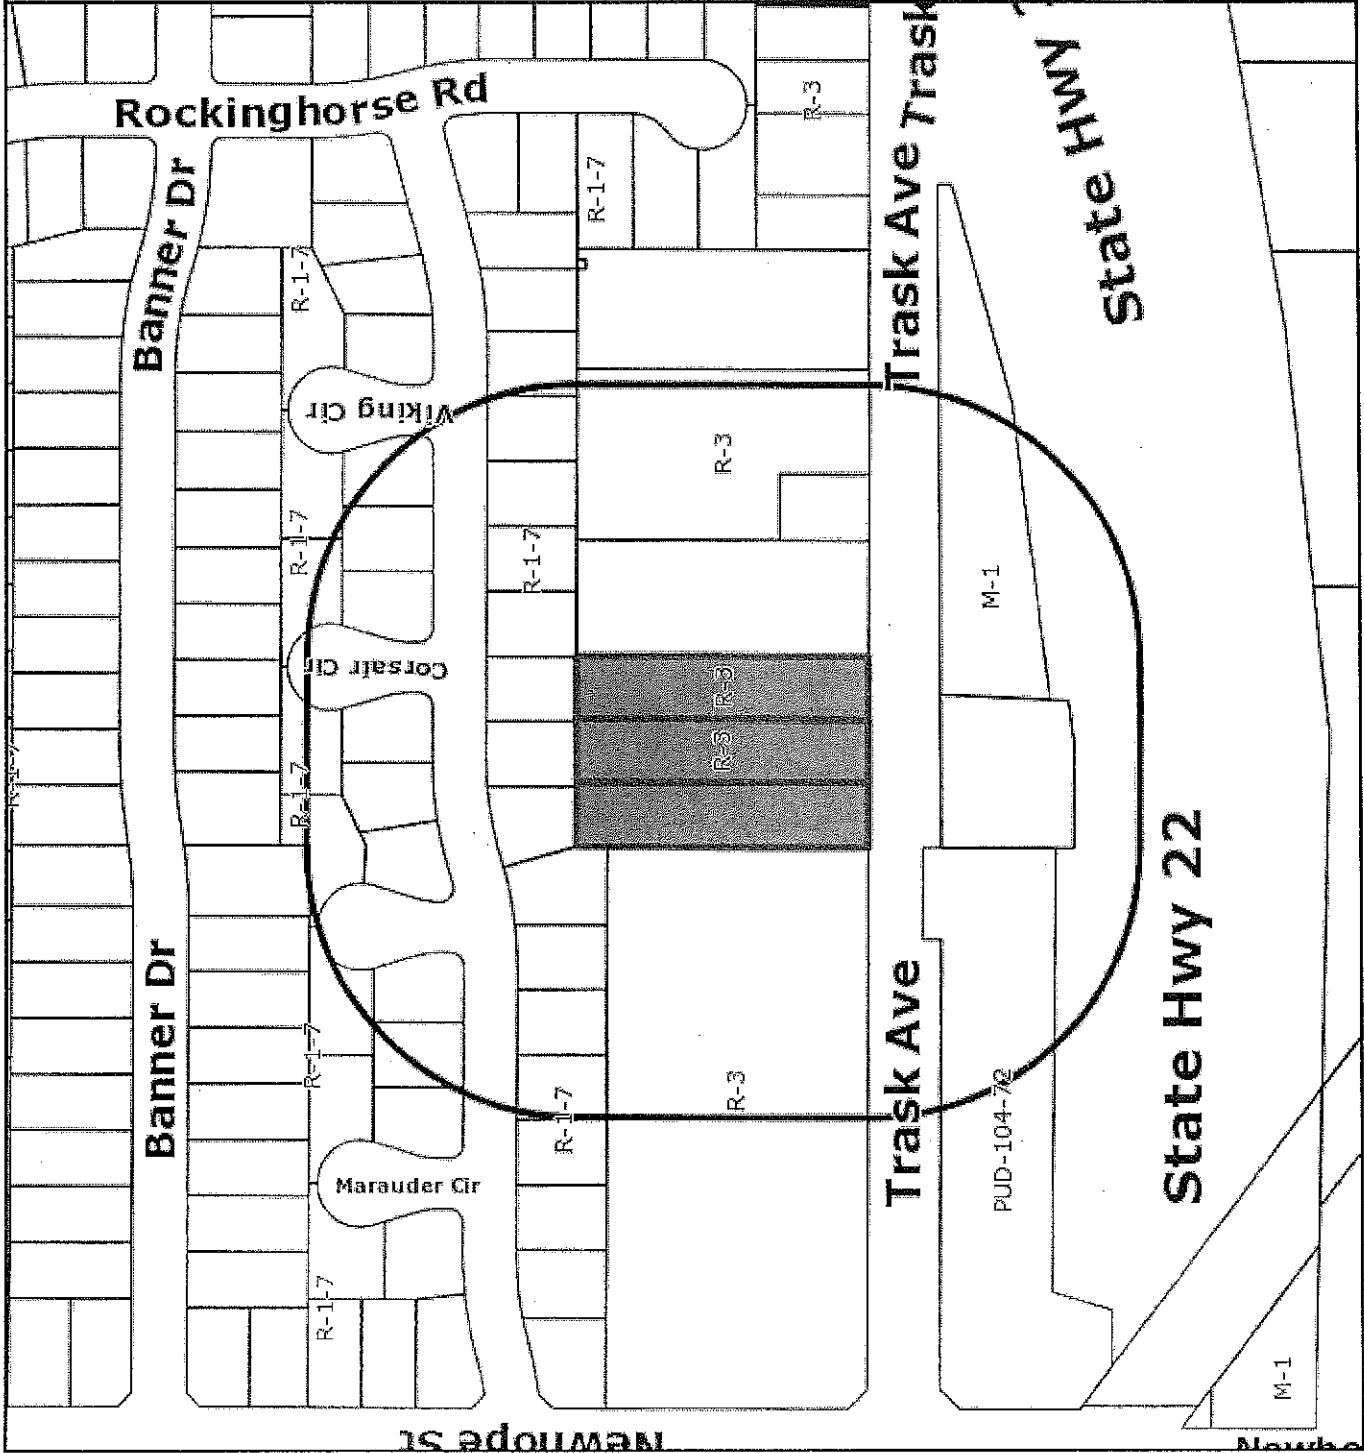 Rockinghorse Rd
Trask Ave
Trask
State Hwy
Banner Dr
R-3
R-1-7
R-1-7
Viking Cir
R-3
R-1-7
R-1-7
M-1
Corsair Cir
R-3
R-3
R-1-7
R-1-7
State Hwy 22
Banner Dr
Trask Ave
R-1-7
R-1-7
R-3
PUD-104-72
Marauder Cir
R-1-7
M-1
Newhope St